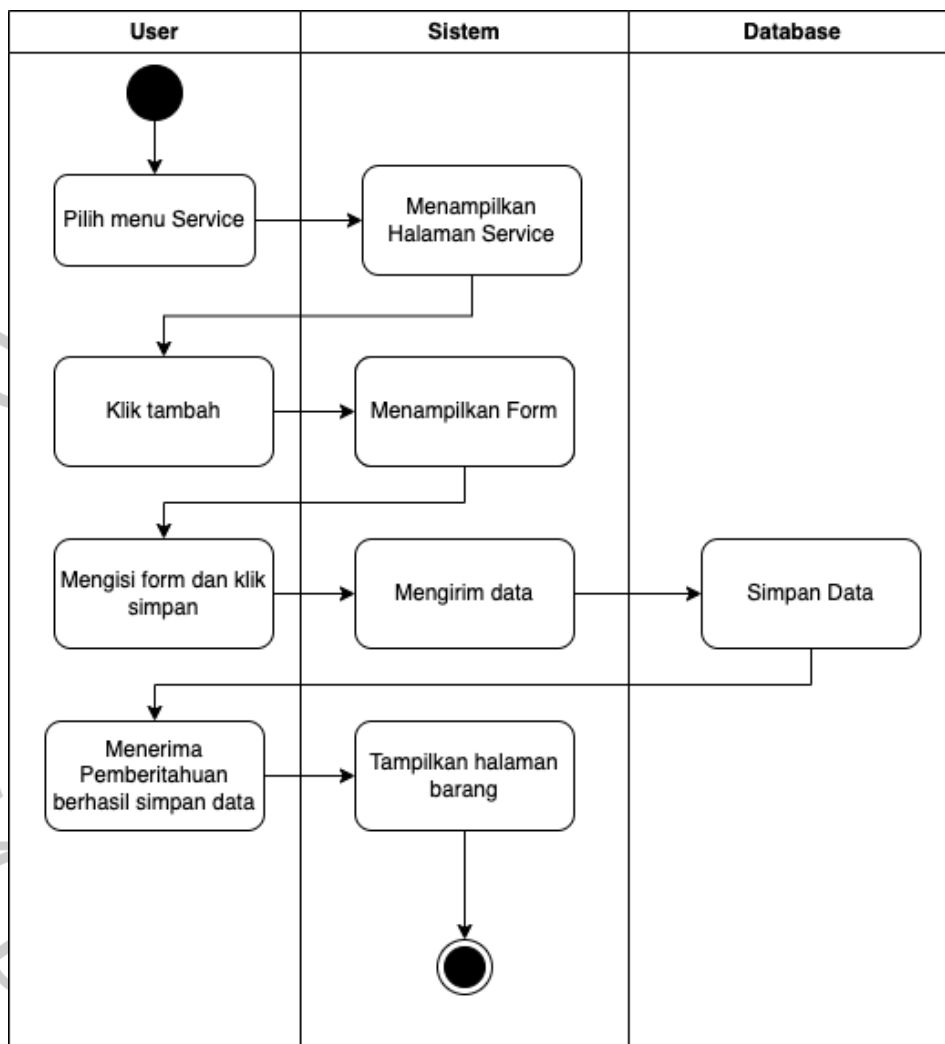 User
Sistem
Database
Pilih menu Service
Menampilkan
Halaman Service
Klik tambah
Menampilkan Form
Mengisi form dan klik
simpan
Mengirim data
Simpan Data
Menerima
Pemberitahuan
berhasil simpan data
Tampilkan halaman
barang